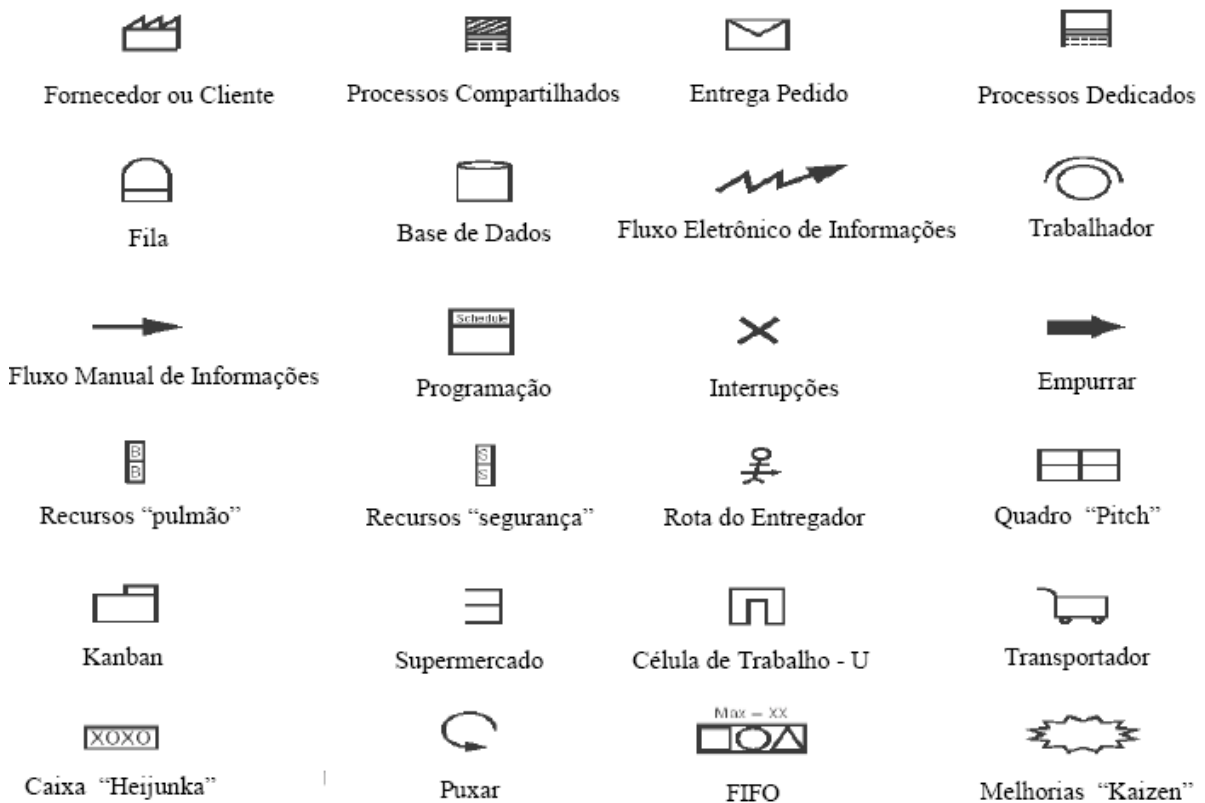 Fornecedor ou Cliente
Processos Compartilhados
Entrega Pedido
Processos Dedicados
Fila
Base de Dados
Fluxo Eletrônico de Informações
Trabalhador
Schedule
Fluxo Manual de Informações
Programação
Interrupções
Empurrar
B
B
S
S
Recursos “pulmão”
Recursos “segurança”
Rota do Entregador
Quadro “Pitch”
Kanban
Supermercado
Célula de Trabalho - U
Transportador
XOXO
Max – XX
Caixa “Heijunka”
Puxar
FIFO
Melhorias “Kaizen”